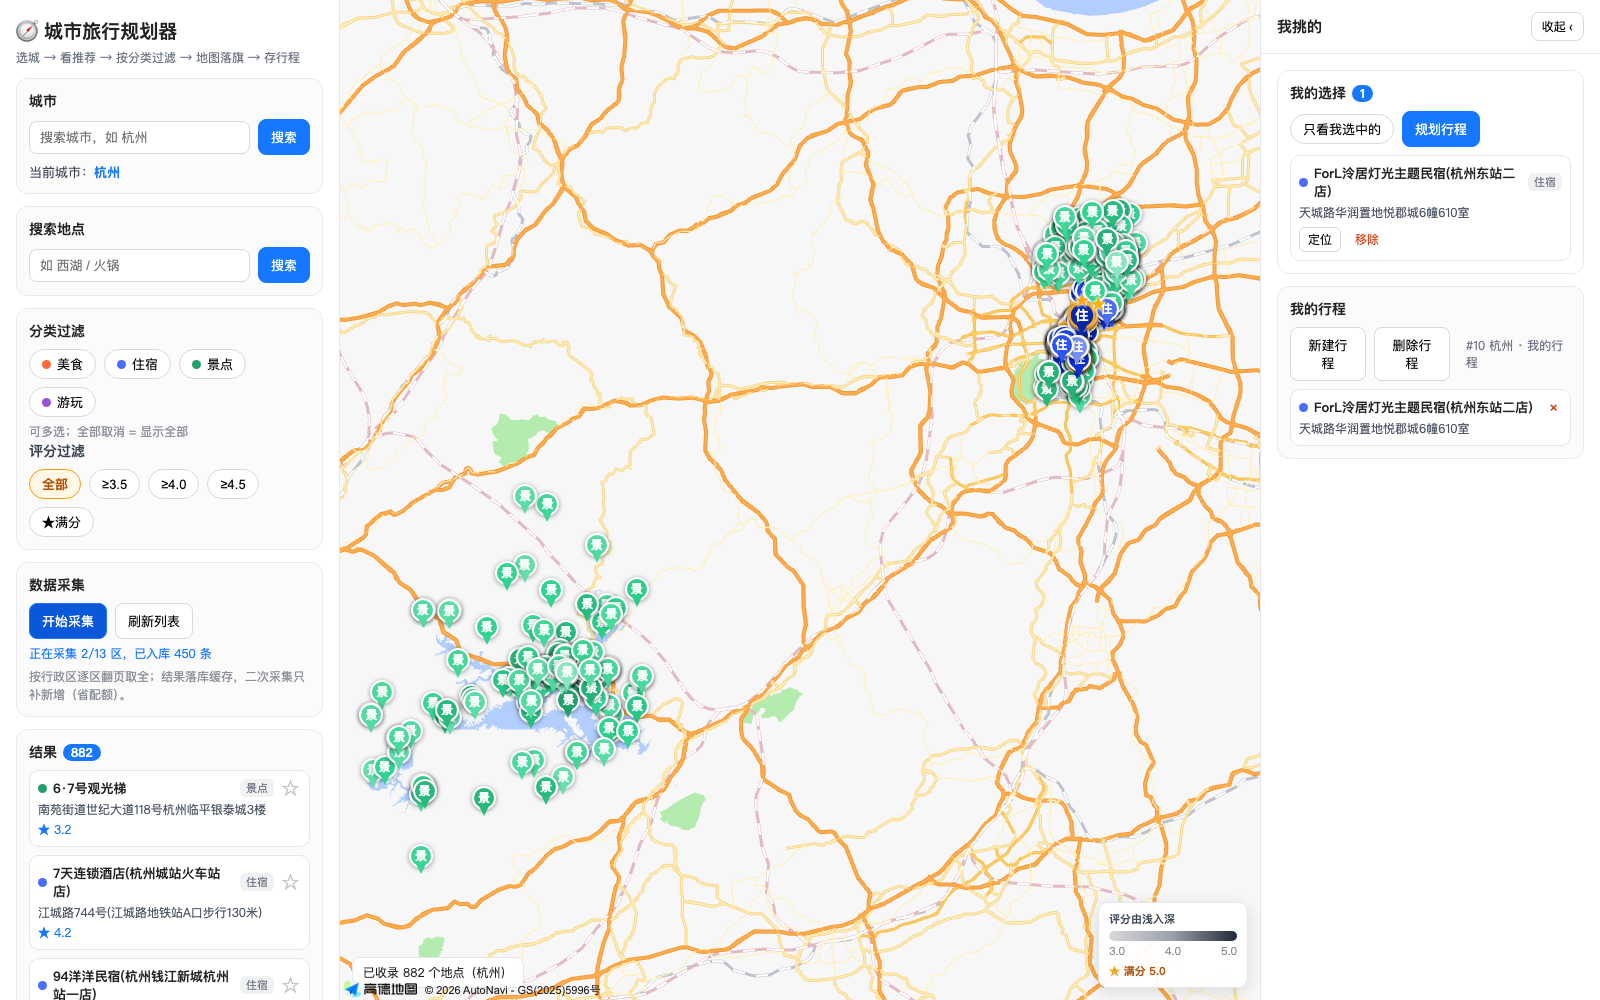 城市旅行规划器
选城 → 看推荐 → 按分类过滤 → 地图落旗 → 存行程
城市
搜索城市，如 杭州
搜索
当前城市：杭州
搜索地点
如 西湖 / 火锅
搜索
分类过滤
美食
住宿
景点
游玩
可多选；全部取消 = 显示全部
评分过滤
全部
≥3.5
≥4.0
≥4.5
★满分
数据采集
开始采集
刷新列表
正在采集 2/13 区，已入库 450 条
按行政区逐区翻页取全；结果落库缓存，二次采集只
补新增（省配额）。
结果 882
6·7号观光梯
景点
南苑街道世纪大道118号杭州临平银泰城3楼
★ 3.2
7天连锁酒店(杭州城站火车站
店)
住宿
江城路744号(江城路地铁站A口步行130米)
★ 4.2
94洋洋民宿(杭州钱江新城杭州
站一店)
住宿
已收录 882 个地点（杭州）
高德地图 © 2026 AutoNavi - GS(2025)5996号
评分由浅入深
3.0 4.0 5.0
★ 满分 5.0
我挑的
收起 ‹
我的选择 1
只看我选中的
规划行程
ForL泠居灯光主题民宿(杭州东站二
店)
住宿
天城路华润置地悦郡城6幢610室
定位
移除
我的行程
新建行
程
删除行
程
#10 杭州 · 我的行
程
ForL泠居灯光主题民宿(杭州东站二店) ×
天城路华润置地悦郡城6幢610室